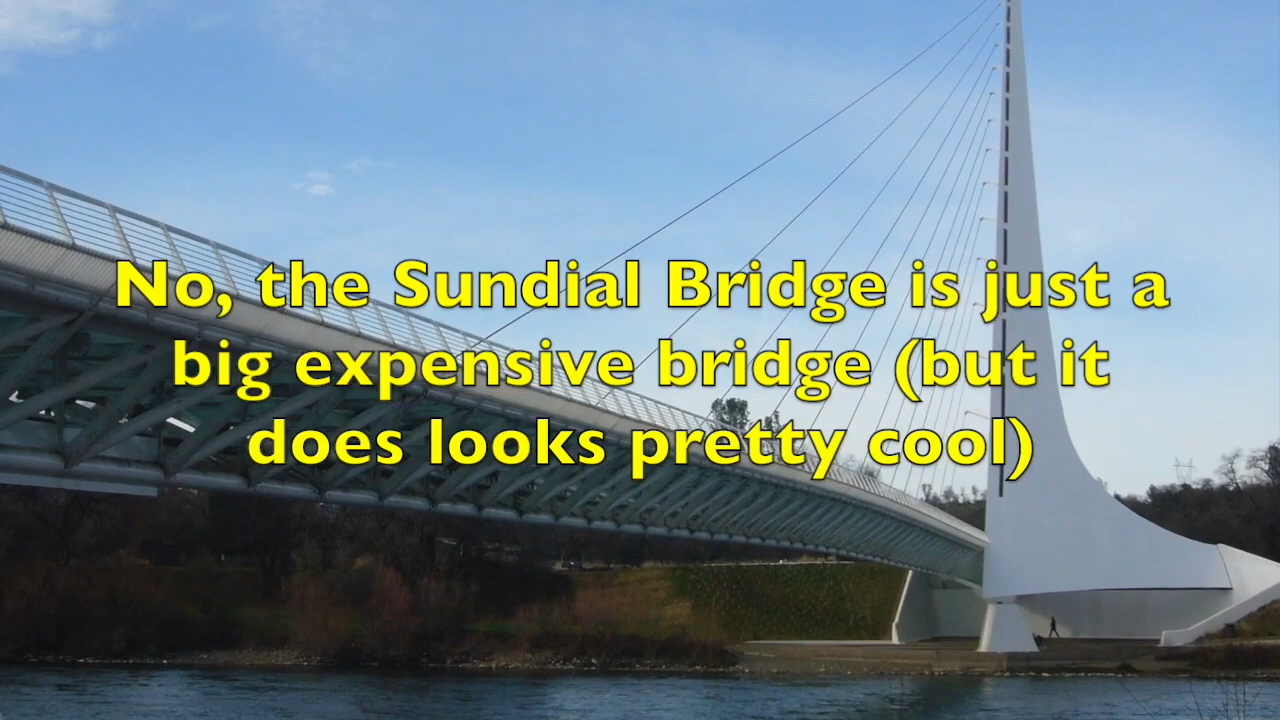 No, the Sundial Bridge is just a
big expensive bridge (but it
does looks pretty cool)